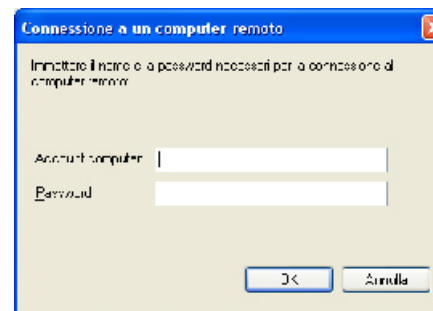 Connessione a un computer remoto
Immettere il nome e la password necessari per la connessione al
computer remoto
Account computer
Password
OK
Annulla